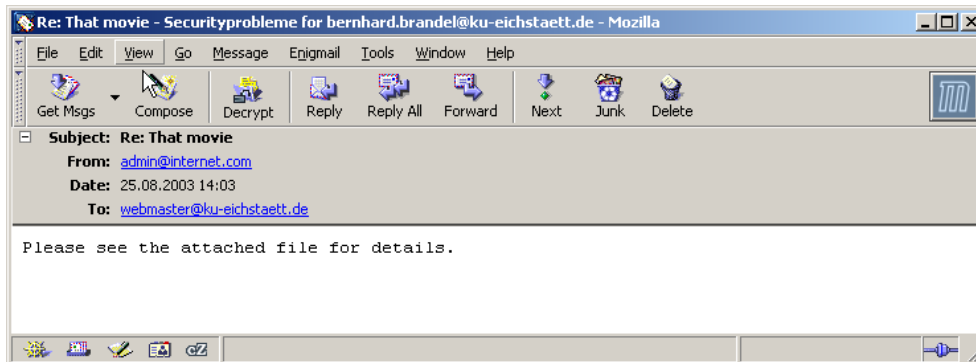 Re: That movie - Securityprobleme for bernhard.brandel@ku-eichstaett.de - Mozilla
File Edit View Go Message Enigmail Tools Window Help
Get Msgs Compose Decrypt Reply Reply All Forward Next Junk Delete
Subject: Re: That movie
From: admin@internet.com
Date: 25.08.2003 14:03
To: webmaster@ku-eichstaett.de
Please see the attached file for details.